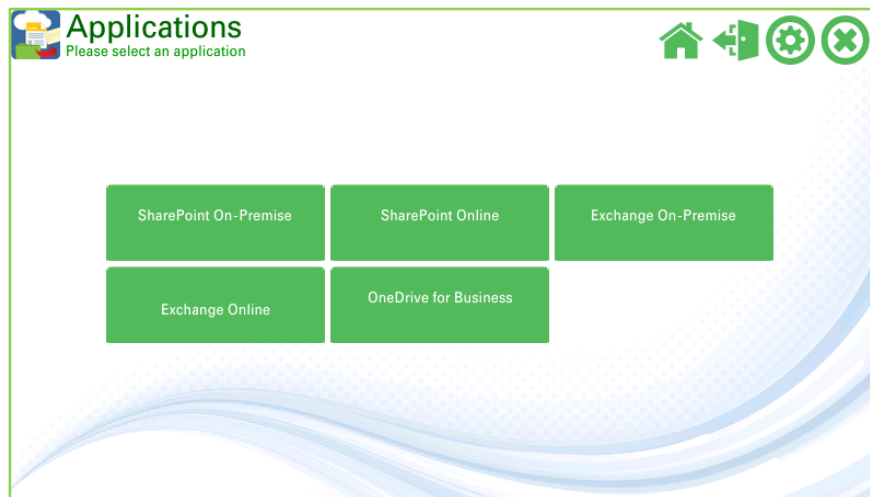 Applications
Please select an application
SharePoint On-Premise
SharePoint Online
Exchange On-Premise
Exchange Online
OneDrive for Business